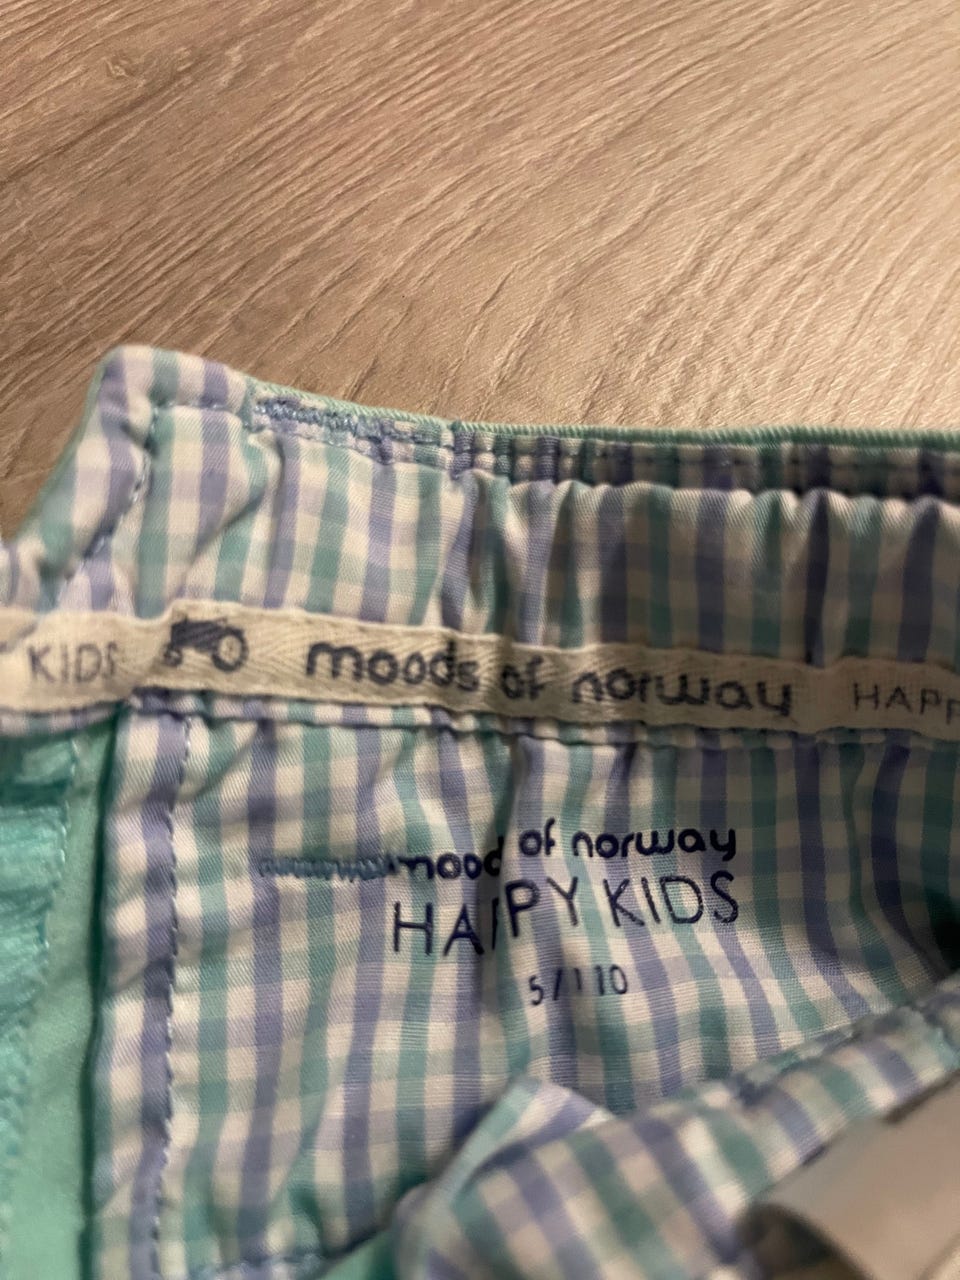 KIDS moods of norway HAPP
mood of norway
HAPPY KIDS
5/110